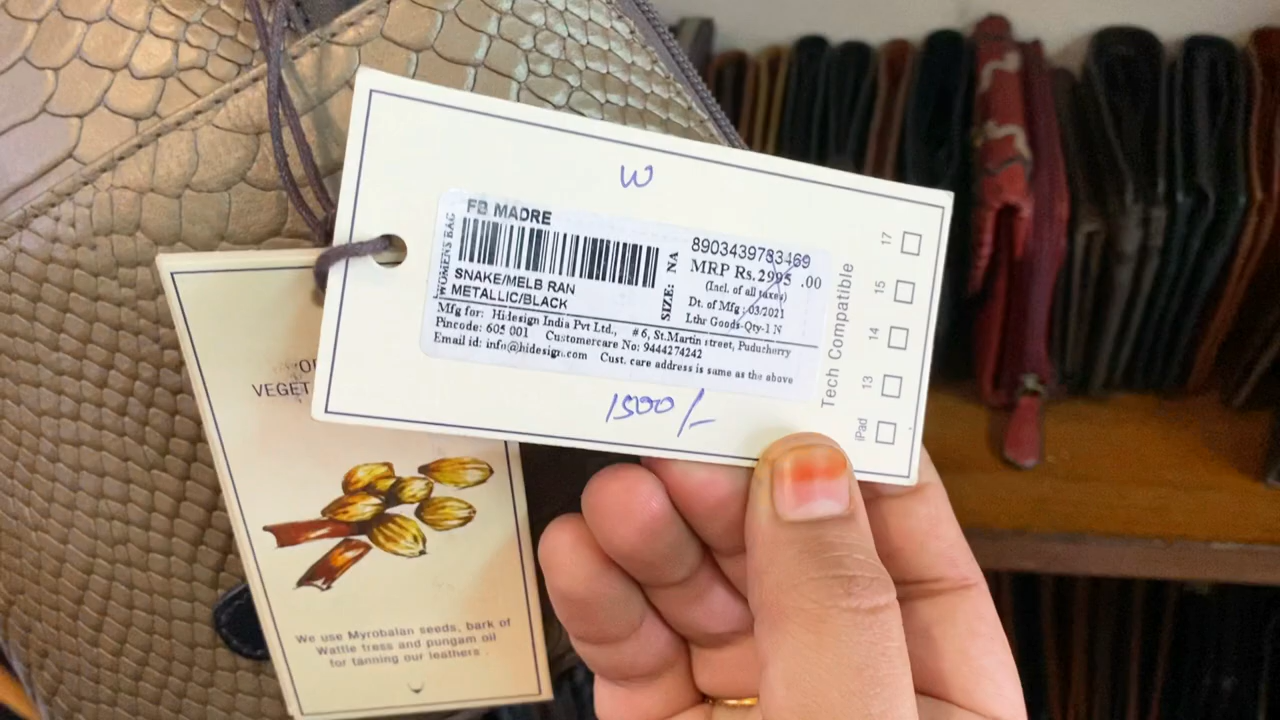 W
FB MADRE
WOMENS BAG
SNAKE/MELB RAN
METALLIC/BLACK
SIZE: NA
8903439783469
MRP Rs.2995 .00
(Incl. of all taxes)
Dt. of Mfg : 03/2021
Lthr Goods-Qty-1 N
Mfg for: Hidesign India Pvt Ltd., #6, St.Martin street, Puducherry
Pincode: 605 001 Customercare No: 9444274242
Email id: info@hidesign.com Cust. care address is same as the above
1500/-
Tech Compatible
17
15
14
13
iPad
VEGET
We use Myrobalan seeds, bark of
Wattle tress and pungam oil
for tanning our leathers .